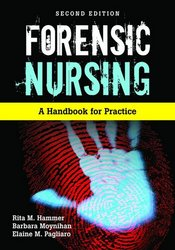 SECOND EDITION
FORENSIC
NURSING
A Handbook for Practice
Rita M. Hammer
Barbara Moynihan
Elaine M. Pagliaro